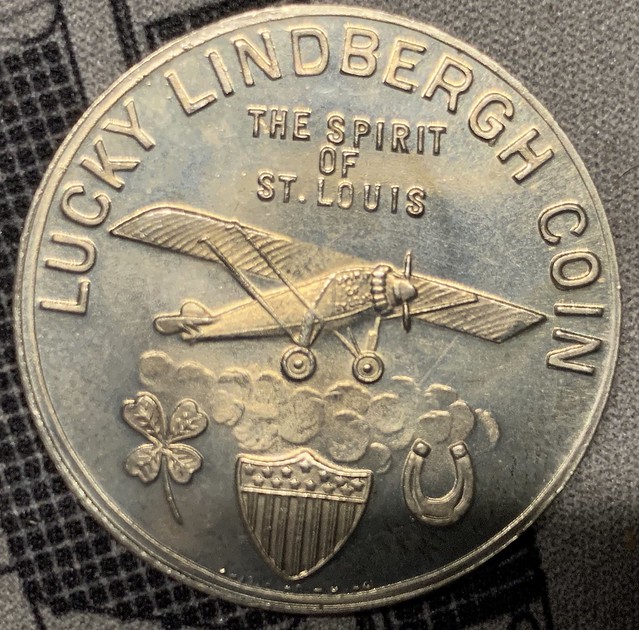 LUCKY LINDBERGH COIN
THE SPIRIT
OF
ST. LOUIS